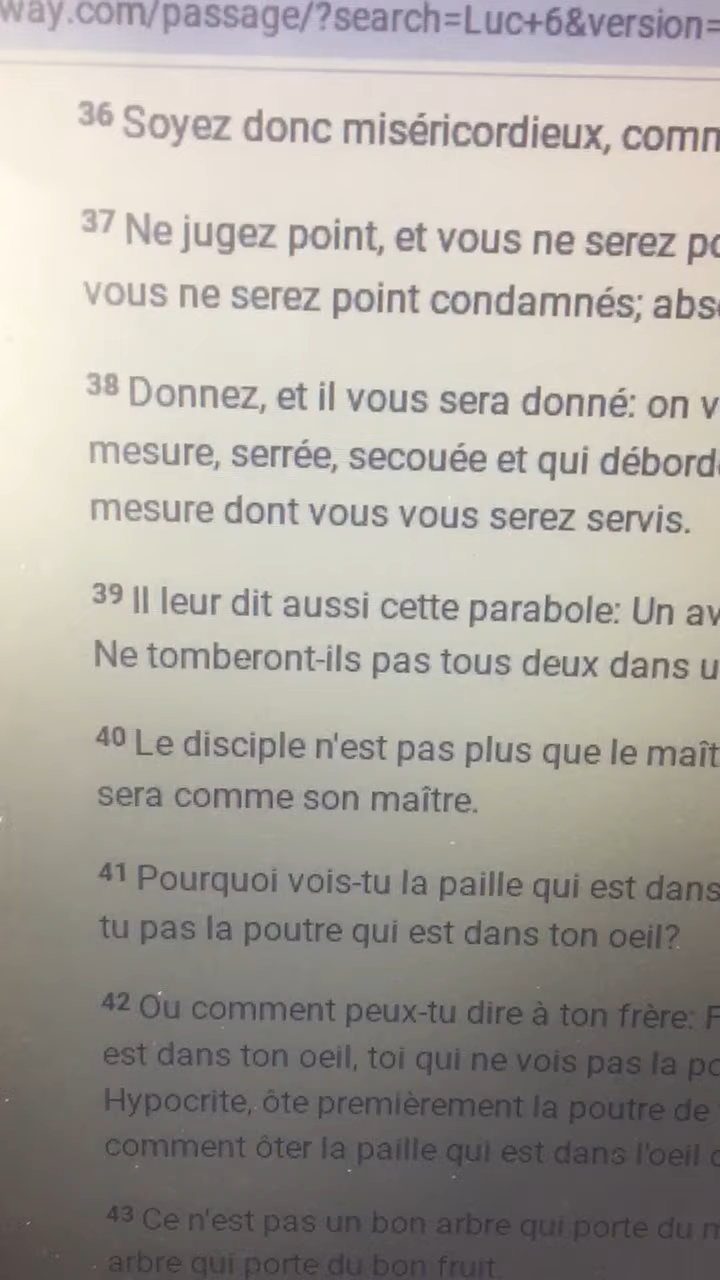 way.com/passage/?search=Luc+6&version=
36 Soyez donc miséricordieux, comm
37 Ne jugez point, et vous ne serez po
vous ne serez point condamnés; abso
38 Donnez, et il vous sera donné: on v
mesure, serrée, secouée et qui déborde
mesure dont vous vous serez servis.
39 Il leur dit aussi cette parabole: Un av
Ne tomberont-ils pas tous deux dans u
40 Le disciple n'est pas plus que le maît
sera comme son maître.
41 Pourquoi vois-tu la paille qui est dans
tu pas la poutre qui est dans ton oeil?
42 Ou comment peux-tu dire à ton frère: F
est dans ton oeil, toi qui ne vois pas la po
Hypocrite, ôte premièrement la poutre de
comment ôter la paille qui est dans l'oeil d
43 Ce n'est pas un bon arbre qui porte du m
arbre qui porte du bon fruit.